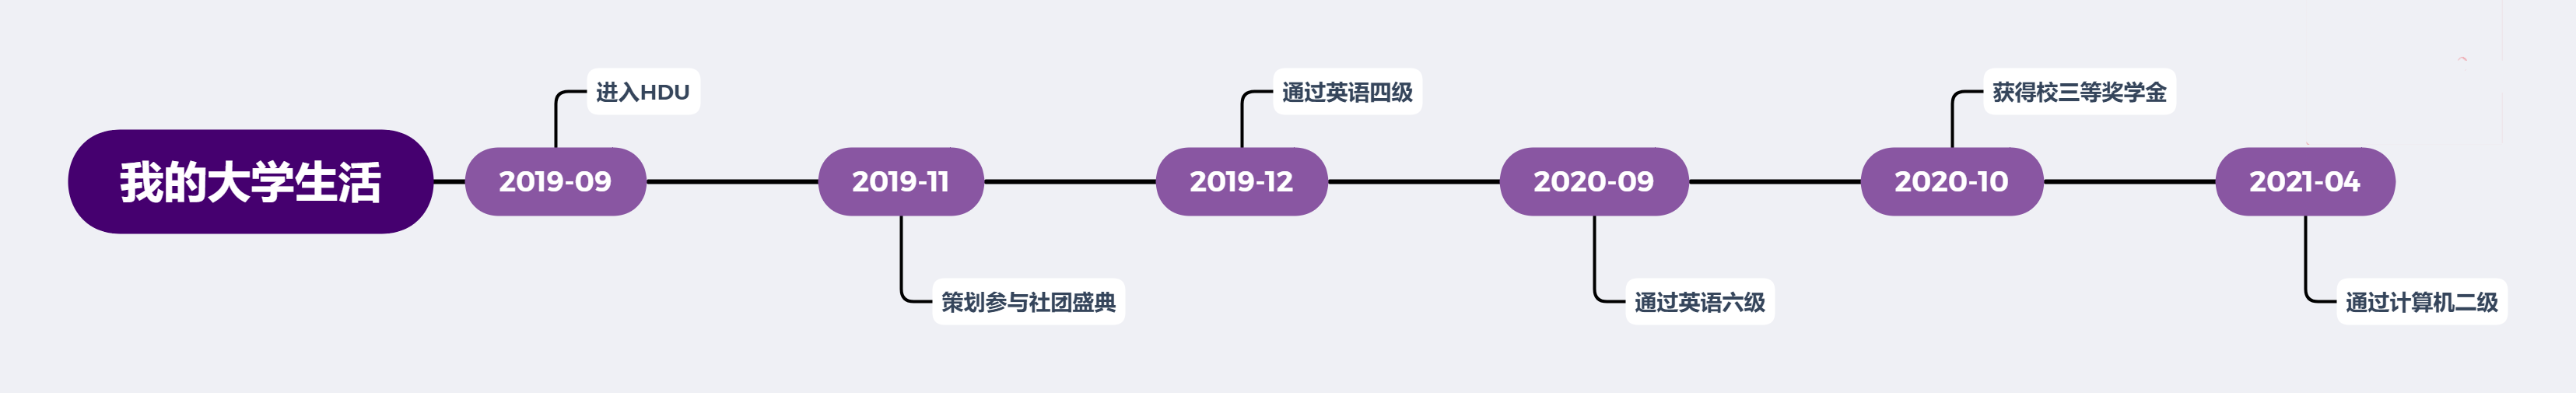 我的大学生活
2019-09
进入HDU
2019-11
策划参与社团盛典
2019-12
通过英语四级
2020-09
通过英语六级
2020-10
获得校三等奖学金
2021-04
通过计算机二级